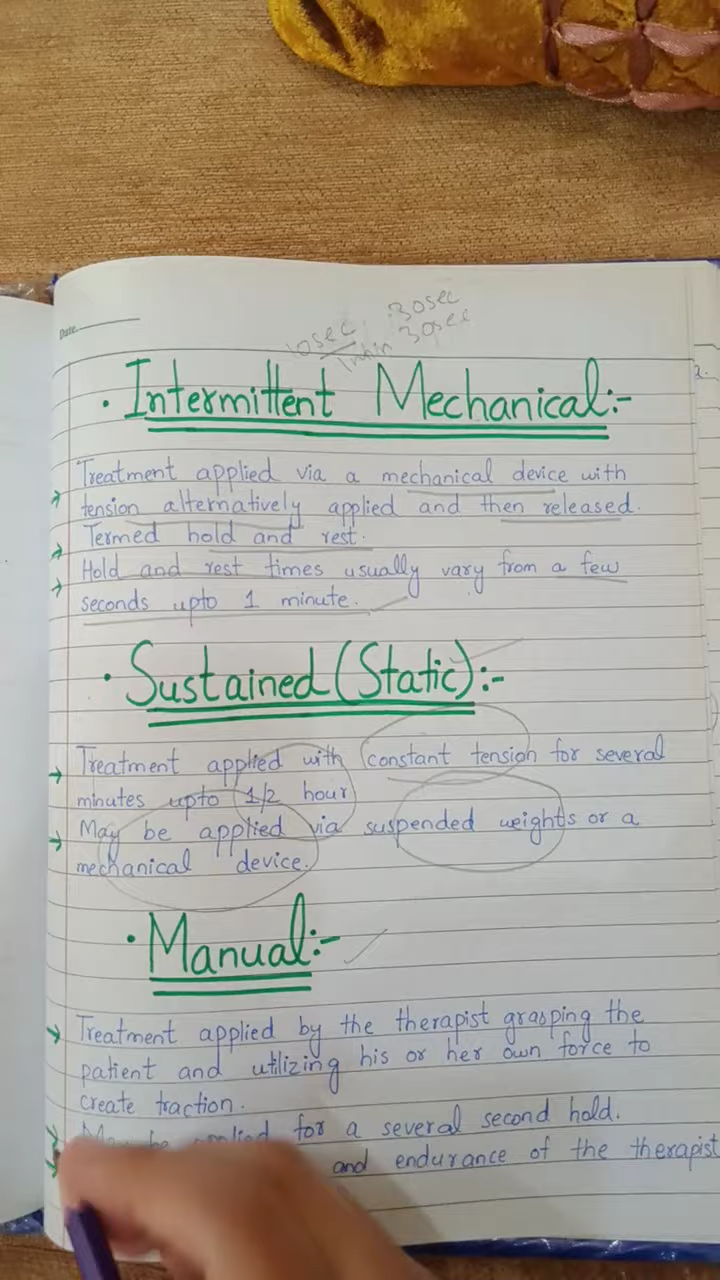 Date.
30sec
10sec 30sec
1min
• Intermittent Mechanical:-
Treatment applied via a mechanical device with
→ tension alternatively applied and then released.
→ Termed hold and rest.
→ Hold and rest times usually vary from a few
seconds upto 1 minute.
• Sustained (Static):-
→ Treatment applied with constant tension for several
minutes upto 1/2 hour
→ May be applied via suspended weights or a
mechanical device.
• Manual:-
→ Treatment applied by the therapist grasping the
patient and utilizing his or her own force to
create traction.
→ May be applied for a several second hold.
→ and endurance of the therapist